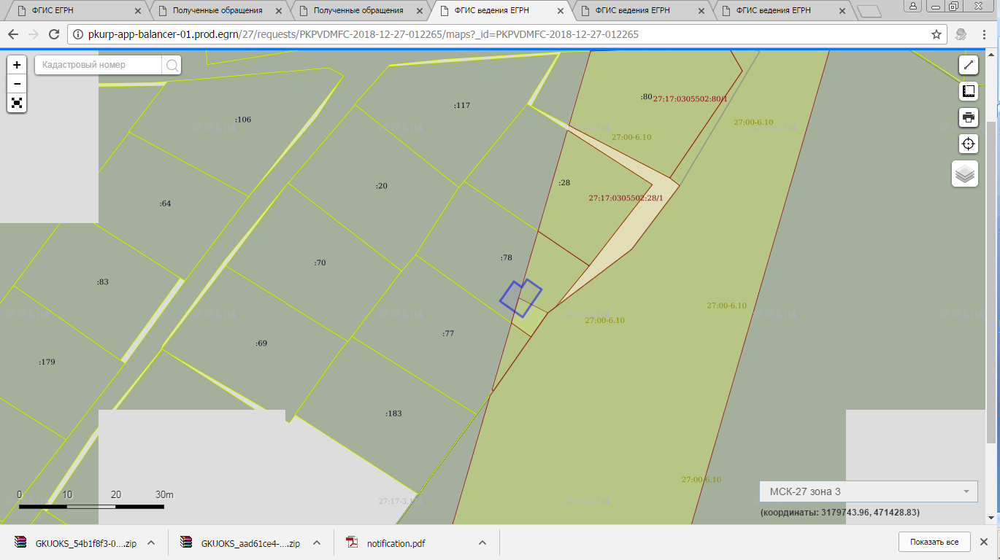 ФГИС ЕГРН
Полученные обращения
Полученные обращения
ФГИС ведения ЕГРН
ФГИС ведения ЕГРН
ФГИС ведения ЕГРН
pkurp-app-balancer-01.prod.egrn/27/requests/PKPVDMFC-2018-12-27-012265/maps?_id=PKPVDMFC-2018-12-27-012265
+
Кадастровый номер
−
:106
:117
:80
27:17:0305502:80/1
27:00-6.10
27:00-6.10
:64
:20
:28
27:17:0305502:28/1
:83
:70
:78
27:00-6.10
27:00-6.10
:179
:69
:77
:183
27:00-6.10
0 10 20 30m
МСК-27 зона 3
(координаты: 3179743.96, 471428.83)
GKUOKS_54b1f8f3-0....zip
GKUOKS_aad61ce4-....zip
notification.pdf
Показать все